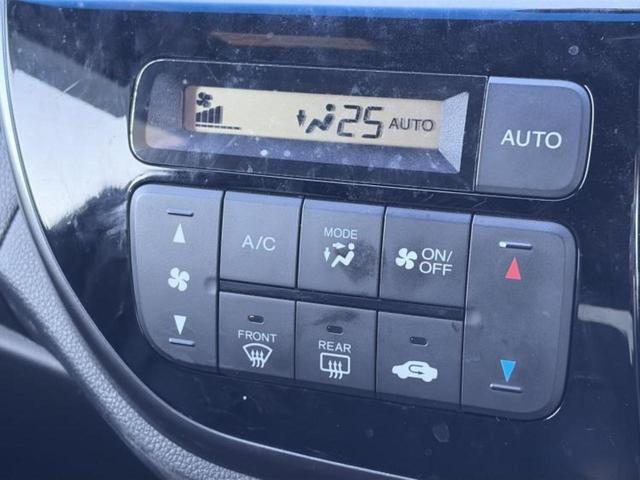 25 AUTO
AUTO
A/C
MODE
ON/
OFF
FRONT
REAR